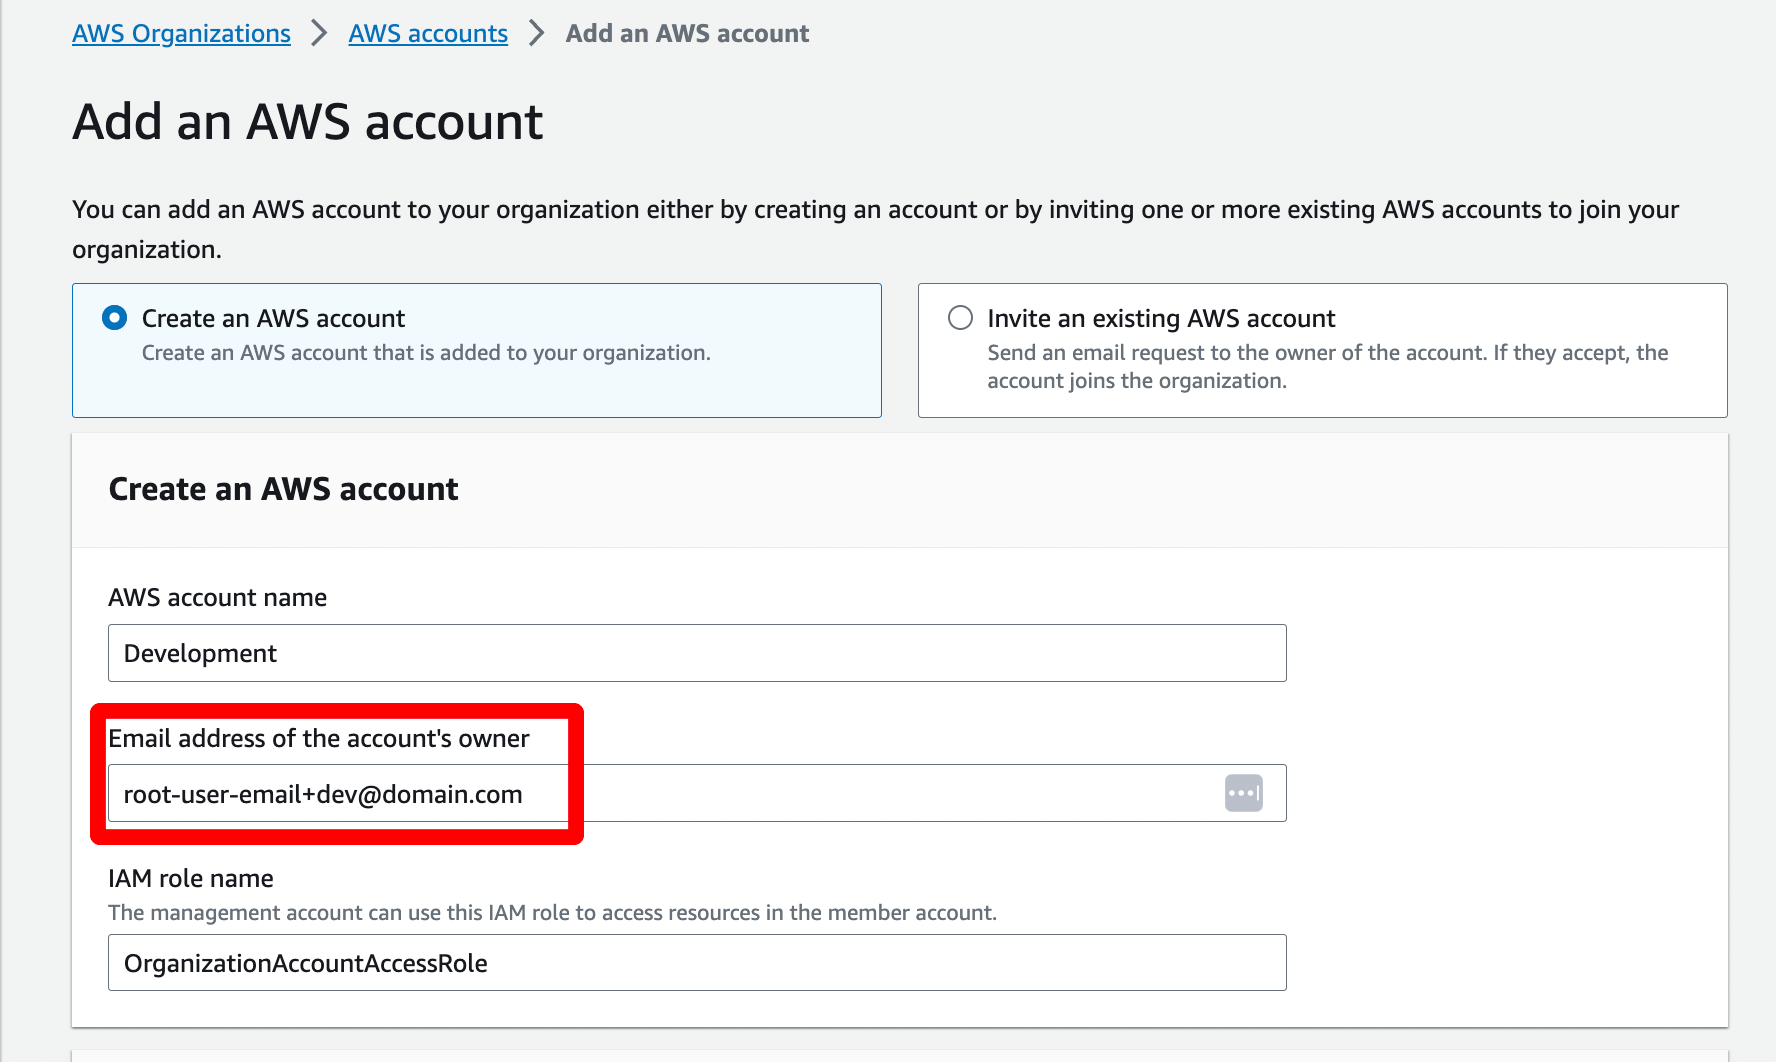 AWS Organizations > AWS accounts > Add an AWS account
Add an AWS account
You can add an AWS account to your organization either by creating an account or by inviting one or more existing AWS accounts to join your
organization.
Create an AWS account
Create an AWS account that is added to your organization.
Invite an existing AWS account
Send an email request to the owner of the account. If they accept, the
account joins the organization.
Create an AWS account
AWS account name
Development
Email address of the account's owner
root-user-email+dev@domain.com
IAM role name
The management account can use this IAM role to access resources in the member account.
OrganizationAccountAccessRole